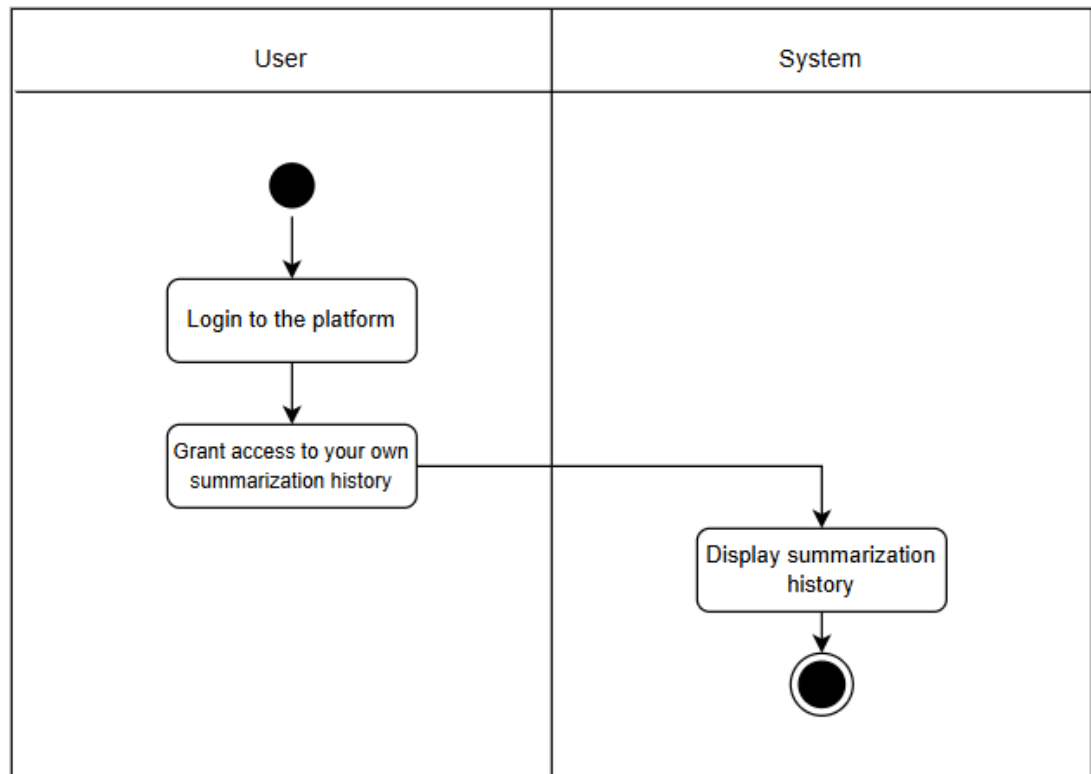 User
System
Login to the platform
Grant access to your own
summarization history
Display summarization
history